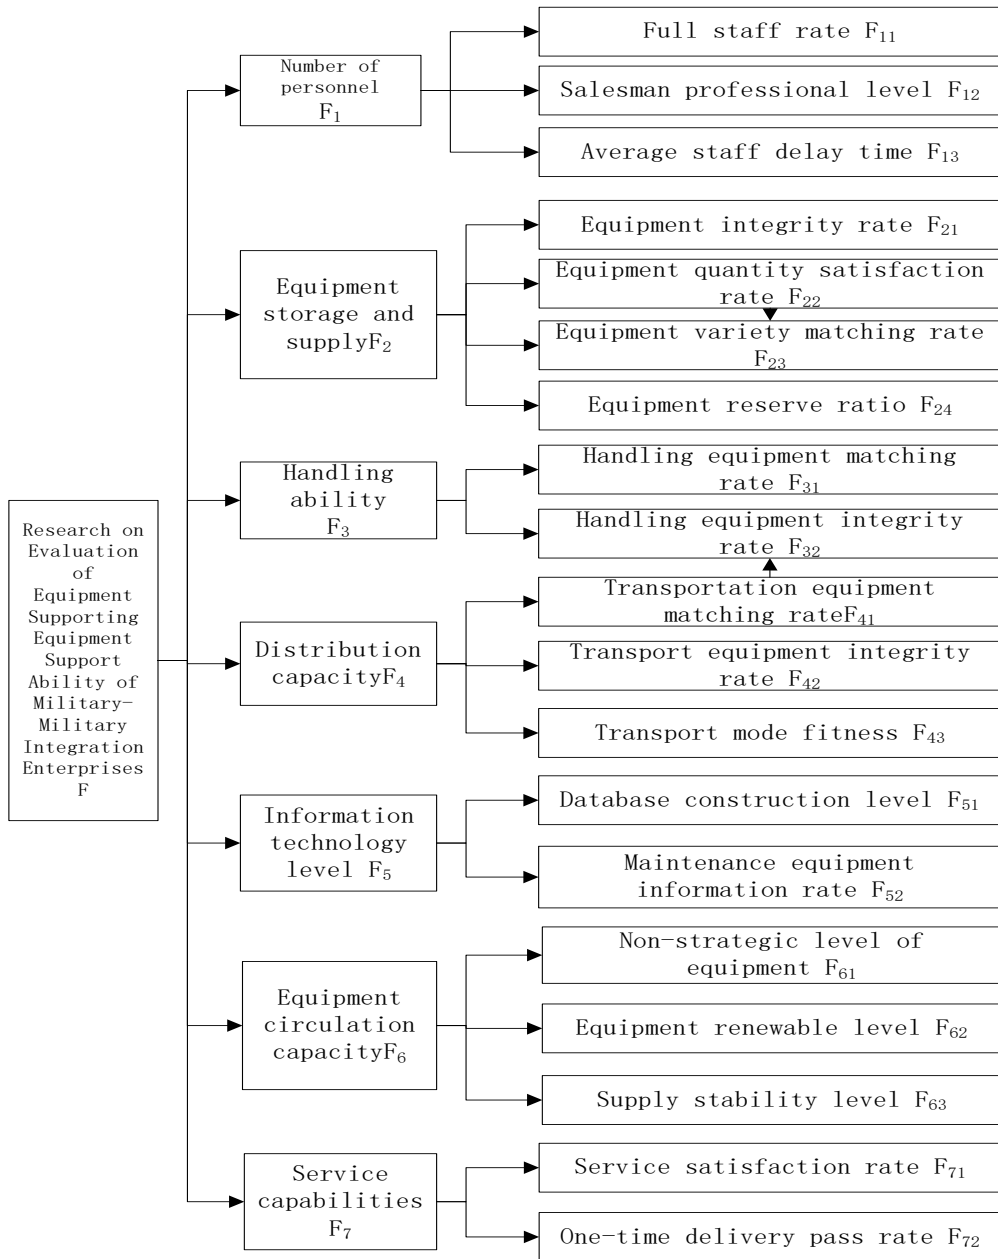 Research on
Evaluation
of
Equipment
Supporting
Equipment
Support
Ability of
Military-
Military
Integration
Enterprises
F
Number of
personnel
F₁
Full staff rate F₁₁
Salesman professional level F₁₂
Average staff delay time F₁₃
Equipment
storage and
supplyF₂
Equipment integrity rate F₂₁
Equipment quantity satisfaction
rate F₂₂
Equipment variety matching rate
F₂₃
Equipment reserve ratio F₂₄
Handling
ability
F₃
Handling equipment matching
rate F₃₁
Handling equipment integrity
rate F₃₂
Distribution
capacityF₄
Transportation equipment
matching rateF₄₁
Transport equipment integrity
rate F₄₂
Transport mode fitness F₄₃
Information
technology
level F₅
Database construction level F₅₁
Maintenance equipment
information rate F₅₂
Equipment
circulation
capacityF₆
Non-strategic level of
equipment F₆₁
Equipment renewable level F₆₂
Supply stability level F₆₃
Service
capabilities
F₇
Service satisfaction rate F₇₁
One-time delivery pass rate F₇₂